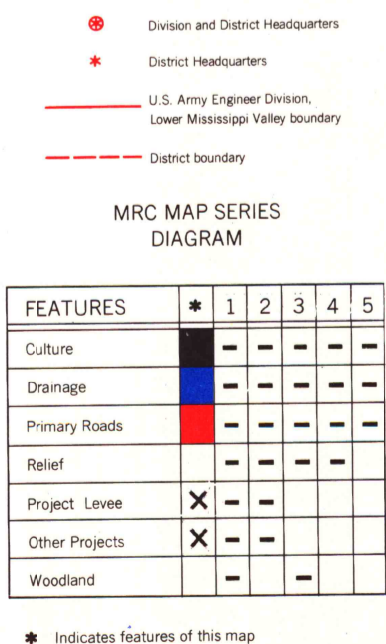 Division and District Headquarters
* District Headquarters
U.S. Army Engineer Division,
Lower Mississippi Valley boundary
District boundary
MRC MAP SERIES
DIAGRAM
FEATURES * 1 2 3 4 5
Culture – – – – –
Drainage – – – – –
Primary Roads – – – – –
Relief – – – –
Project Levee X – –
Other Projects X – –
Woodland – –
* Indicates features of this map